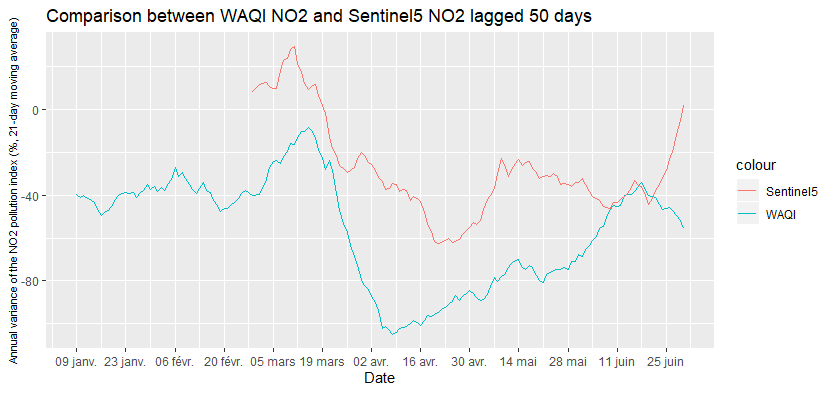 Comparison between WAQI NO2 and Sentinel5 NO2 lagged 50 days
Annual variance of the NO2 pollution index (%, 21-day moving average)
0
-40
-80
09 janv. 23 janv. 06 févr. 20 févr. 05 mars 19 mars 02 avr. 16 avr. 30 avr. 14 mai 28 mai 11 juin 25 juin
Date
colour
Sentinel5
WAQI